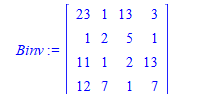 Binv := [ 23 1 13 3
1 2 5 1
11 1 2 13
12 7 1 7 ]